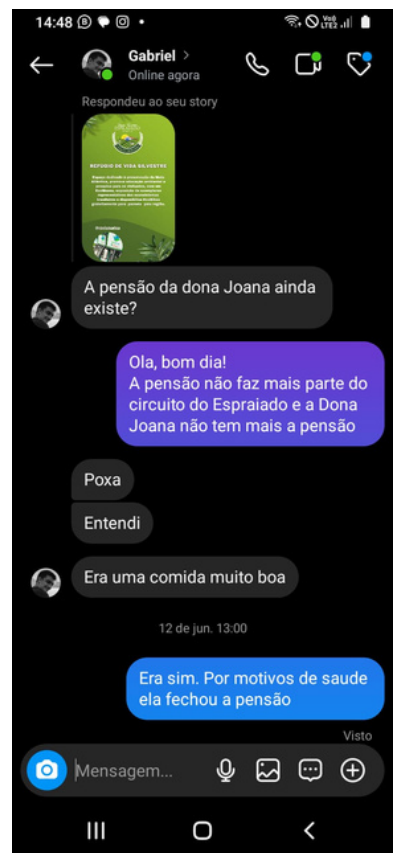 14:48
Gabriel
Online agora
Respondeu ao seu story
REFÚGIO DE VIDA SILVESTRE
A pensão da dona Joana ainda
existe?
Ola, bom dia!
A pensão não faz mais parte do
circuito do Espraiado e a Dona
Joana não tem mais a pensão
Poxa
Entendi
Era uma comida muito boa
12 de jun. 13:00
Era sim. Por motivos de saude
ela fechou a pensão
Visto
Mensagem...